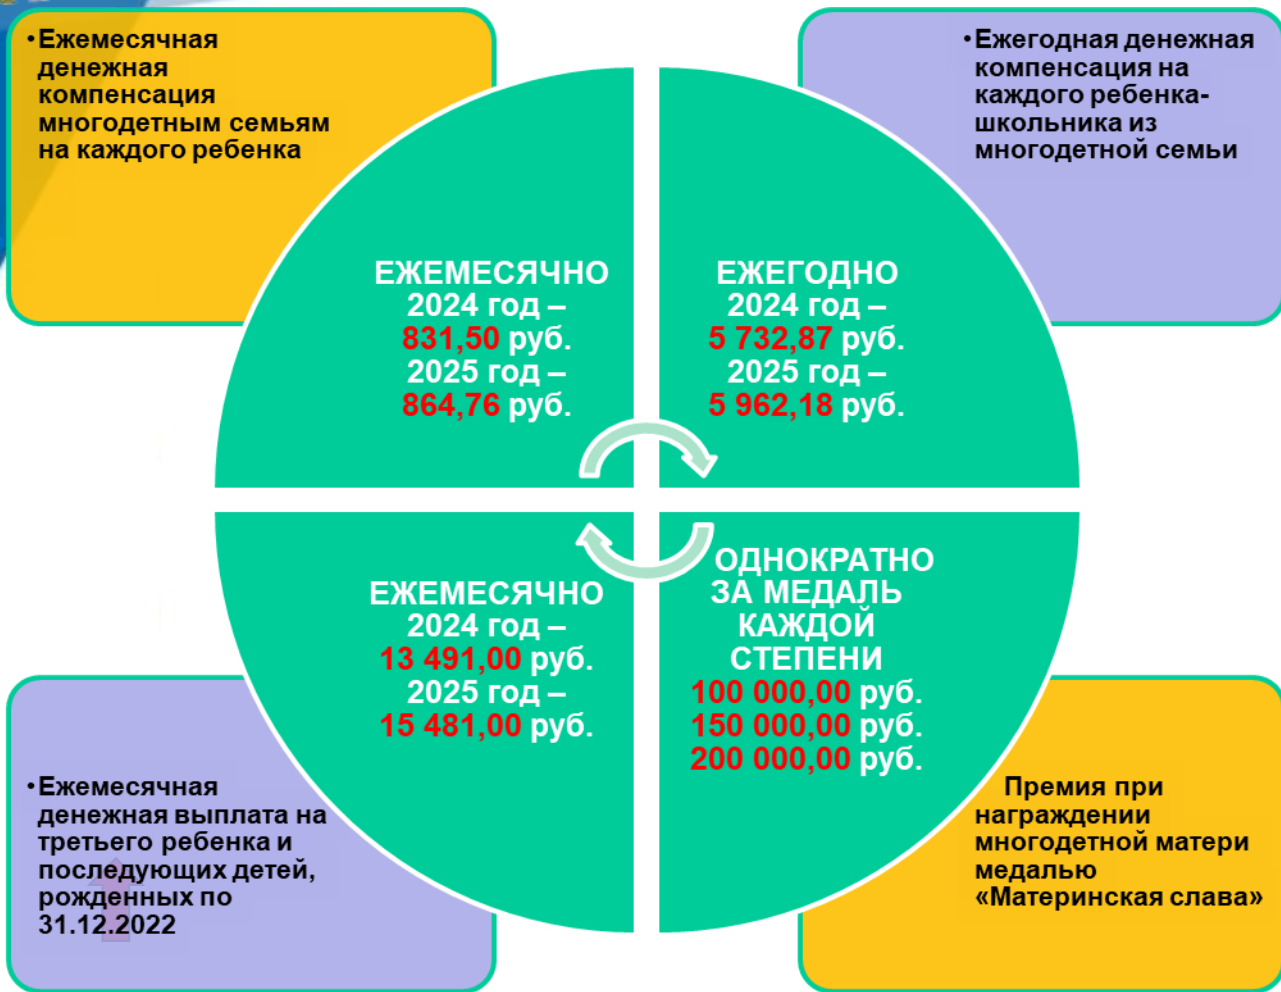 •Ежемесячная
денежная
компенсация
многодетным семьям
на каждого ребенка
•Ежегодная денежная
компенсация на
каждого ребенка-
школьника из
многодетной семьи
ЕЖЕМЕСЯЧНО
2024 год –
831,50 руб.
2025 год –
864,76 руб.
ЕЖЕГОДНО
2024 год –
5 732,87 руб.
2025 год –
5 962,18 руб.
ЕЖЕМЕСЯЧНО
2024 год –
13 491,00 руб.
2025 год –
15 481,00 руб.
ОДНОКРАТНО
ЗА МЕДАЛЬ
КАЖДОЙ
СТЕПЕНИ
100 000,00 руб.
150 000,00 руб.
200 000,00 руб.
•Ежемесячная
денежная выплата на
третьего ребенка и
последующих детей,
рожденных по
31.12.2022
Премия при
награждении
многодетной матери
медалью
«Материнская слава»